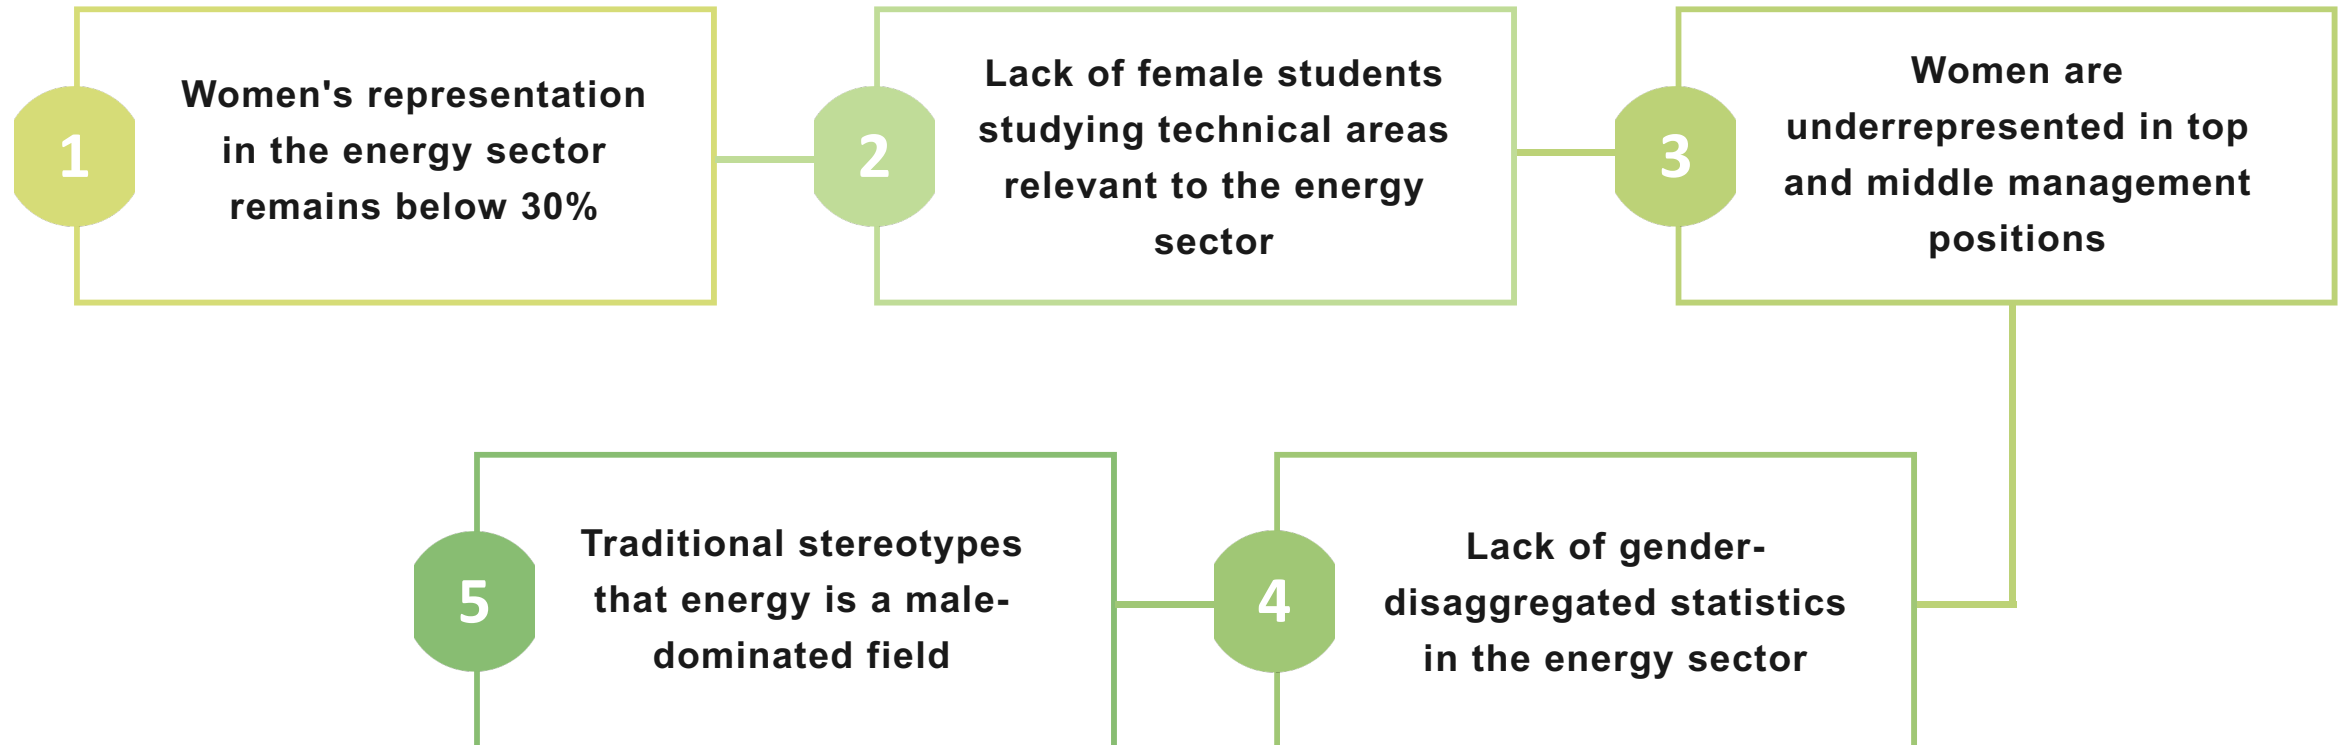 1
Women's representation
in the energy sector
remains below 30%
2
Lack of female students
studying technical areas
relevant to the energy
sector
3
Women are
underrepresented in top
and middle management
positions
4
Lack of gender-
disaggregated statistics
in the energy sector
5
Traditional stereotypes
that energy is a male-
dominated field